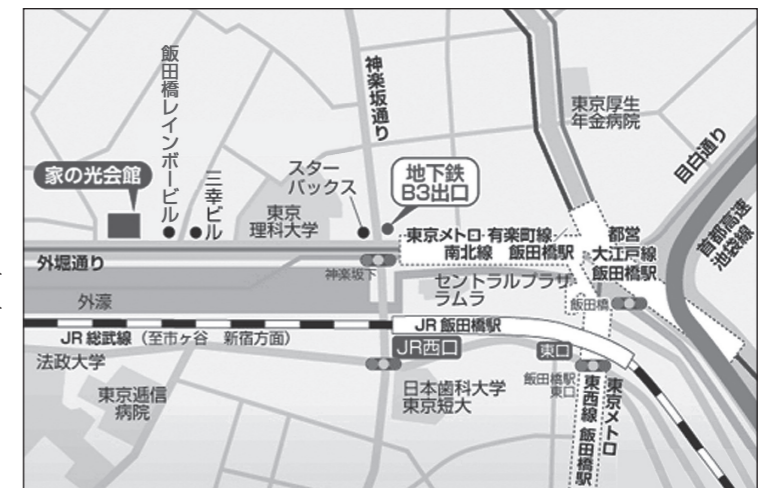 飯田橋レインボービル
三幸ビル
家の光会館
神楽坂通り
スター
バックス
地下鉄
B3出口
東京
理科大学
東京厚生
年金病院
目白通り
首都高速
池袋線
東京メトロ 有楽町線
南北線 飯田橋駅
都営
大江戸線
飯田橋駅
外堀通り
神楽坂下
セントラルプラザ
ラムラ
飯田橋
外濠
JR 飯田橋駅
JR 総武線(至市ヶ谷 新宿方面)
JR西口
東口
法政大学
飯田橋駅
東口
東京逓信
病院
日本歯科大学
東京短大
東京メトロ
東西線 飯田橋駅